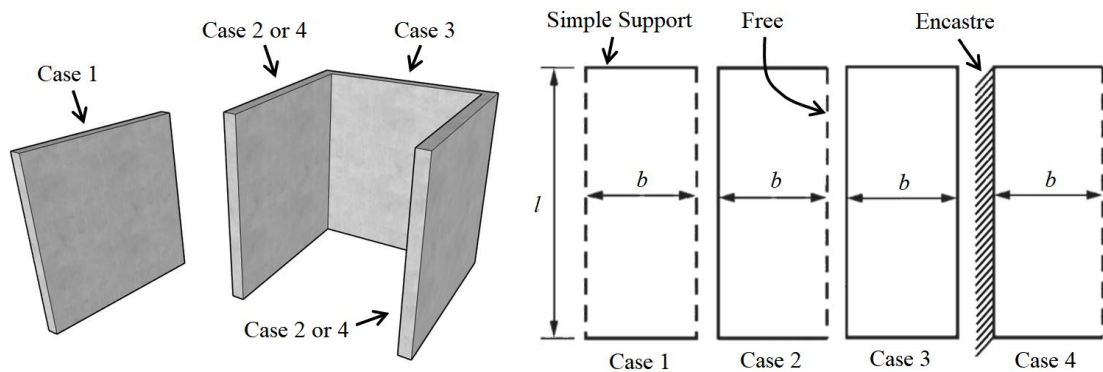 Case 1
Case 2 or 4
Case 3
Case 2 or 4
Simple Support
Free
Encastre
l
b
b
b
b
Case 1
Case 2
Case 3
Case 4